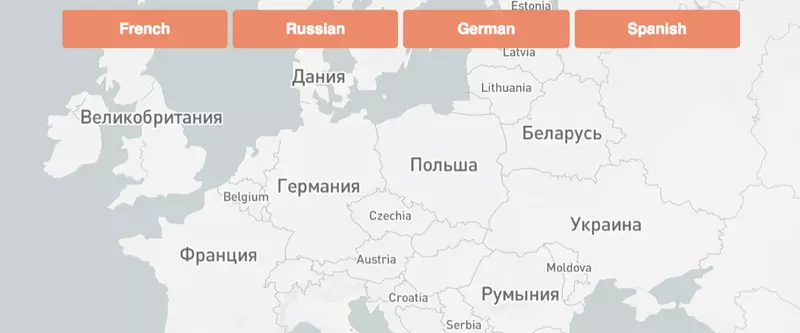 Estonia
French
Russian
German
Spanish
Latvia
Дания
Lithuania
Великобритания
Беларусь
Польша
Германия
Belgium
Czechia
Украина
Франция
Austria
Moldova
Croatia
Румыния
Serbia